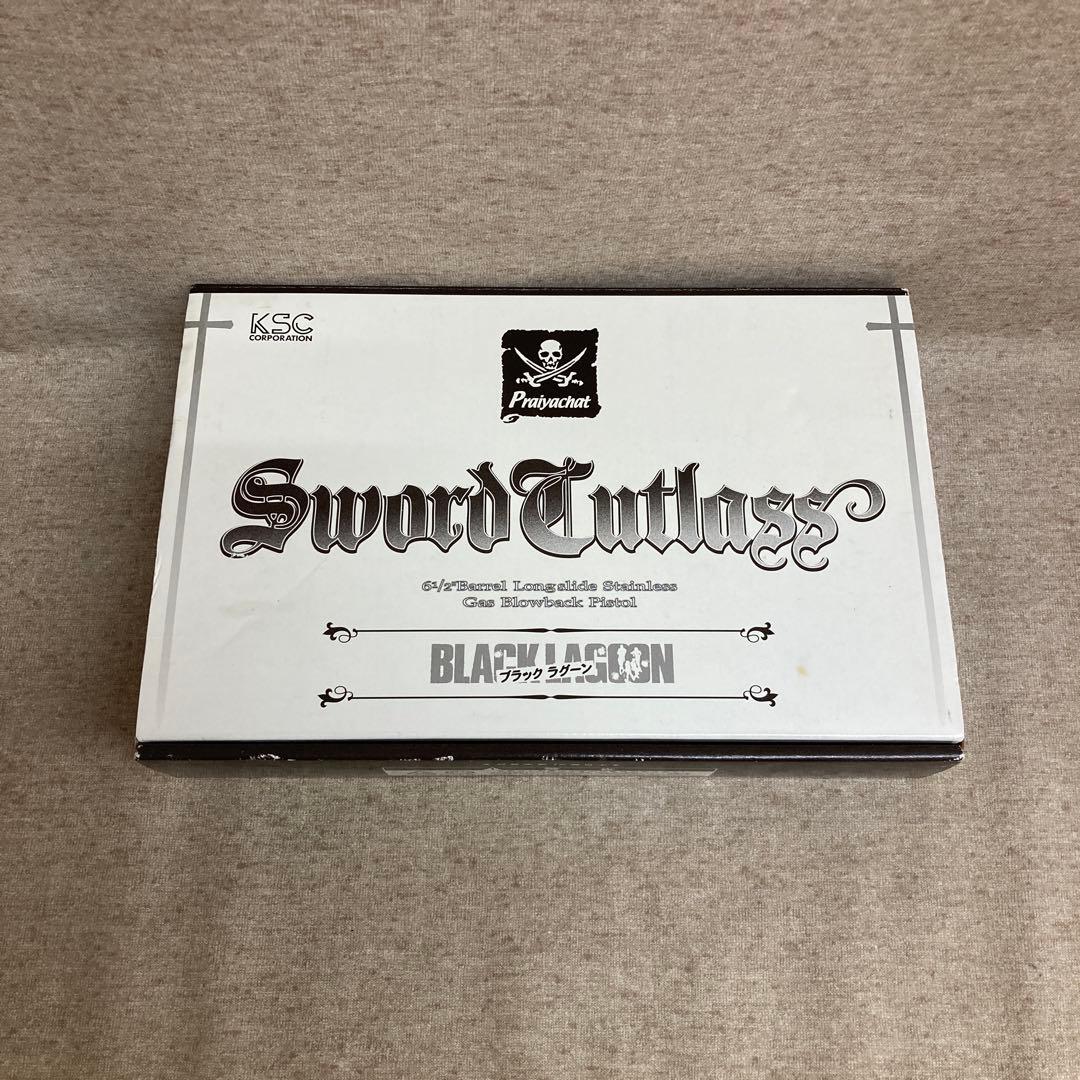 KSC
CORPORATION
Praiyachat
Sword Cutlass
6 1/2" Barrel Longslide Stainless
Gas Blowback Pistol
BLACK LAGOON
ブラック ラグーン